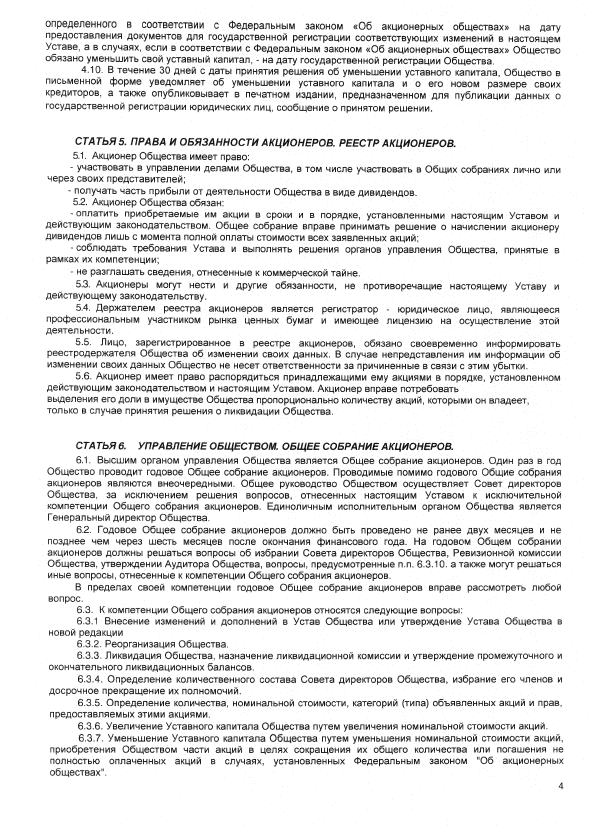 определенного в соответствии с Федеральным законом «Об акционерных обществах» на дату
предоставления документов для государственной регистрации соответствующих изменений в настоящем
Уставе, а в случаях, если в соответствии с Федеральным законом «Об акционерных обществах» Общество
обязано уменьшить свой уставный капитал, - на дату государственной регистрации Общества.
4.10. В течение 30 дней с даты принятия решения об уменьшении уставного капитала, Общество в
письменной форме уведомляет об уменьшении уставного капитала и о его новом размере своих
кредиторов, а также опубликовывает в печатном издании, предназначенном для публикации данных о
государственной регистрации юридических лиц, сообщение о принятом решении.
СТАТЬЯ 5. ПРАВА И ОБЯЗАННОСТИ АКЦИОНЕРОВ. РЕЕСТР АКЦИОНЕРОВ.
5.1. Акционер Общества имеет право:
- участвовать в управлении делами Общества, в том числе участвовать в Общих собраниях лично или
через своих представителей;
- получать часть прибыли от деятельности Общества в виде дивидендов.
5.2. Акционер Общества обязан:
- оплатить приобретаемые им акции в сроки и в порядке, установленными настоящим Уставом и
действующим законодательством. Общее собрание вправе принимать решение о начислении акционеру
дивидендов лишь с момента полной оплаты стоимости всех заявленных акций;
- соблюдать требования Устава и выполнять решения органов управления Общества, принятые в
рамках их компетенции;
- не разглашать сведения, отнесенные к коммерческой тайне.
5.3. Акционеры могут нести и другие обязанности, не противоречащие настоящему Уставу и
действующему законодательству.
5.4. Держателем реестра акционеров является регистратор - юридическое лицо, являющееся
профессиональным участником рынка ценных бумаг и имеющее лицензию на осуществление этой
деятельности.
5.5. Лицо, зарегистрированное в реестре акционеров, обязано своевременно информировать
реестродержателя Общества об изменении своих данных. В случае непредставления им информации об
изменении своих данных Общество не несет ответственности за причиненные в связи с этим убытки.
5.6. Акционер имеет право распорядиться принадлежащими ему акциями в порядке, установленном
действующим законодательством и настоящим Уставом. Акционер вправе потребовать
выделения его доли в имуществе Общества пропорционально количеству акций, которыми он владеет,
только в случае принятия решения о ликвидации Общества.
СТАТЬЯ 6. УПРАВЛЕНИЕ ОБЩЕСТВОМ. ОБЩЕЕ СОБРАНИЕ АКЦИОНЕРОВ.
6.1. Высшим органом управления Общества является Общее собрание акционеров. Один раз в год
Общество проводит годовое Общее собрание акционеров. Проводимые помимо годового Общие собрания
акционеров являются внеочередными. Общее руководство Обществом осуществляет Совет директоров
Общества, за исключением решения вопросов, отнесенных настоящим Уставом к исключительной
компетенции Общего собрания акционеров. Единоличным исполнительным органом Общества является
Генеральный директор Общества.
6.2. Годовое Общее собрание акционеров должно быть проведено не ранее двух месяцев и не
позднее чем через шесть месяцев после окончания финансового года. На годовом Общем собрании
акционеров должны решаться вопросы об избрании Совета директоров Общества, Ревизионной комиссии
Общества, утверждении Аудитора Общества, вопросы, предусмотренные п.п. 6.3.10. а также могут решаться
иные вопросы, отнесенные к компетенции Общего собрания акционеров.
В пределах своей компетенции годовое Общее собрание акционеров вправе рассмотреть любой
вопрос.
6.3. К компетенции Общего собрания акционеров относятся следующие вопросы:
6.3.1 Внесение изменений и дополнений в Устав Общества или утверждение Устава Общества в
новой редакции
6.3.2. Реорганизация Общества.
6.3.3. Ликвидация Общества, назначение ликвидационной комиссии и утверждение промежуточного и
окончательного ликвидационных балансов.
6.3.4. Определение количественного состава Совета директоров Общества, избрание его членов и
досрочное прекращение их полномочий.
6.3.5. Определение количества, номинальной стоимости, категорий (типа) объявленных акций и прав,
предоставляемых этими акциями.
6.3.6. Увеличение Уставного капитала Общества путем увеличения номинальной стоимости акций.
6.3.7. Уменьшение Уставного капитала Общества путем уменьшения номинальной стоимости акций,
приобретения Обществом части акций в целях сокращения их общего количества или погашения не
полностью оплаченных акций в случаях, установленных Федеральным законом "Об акционерных
обществах".
4